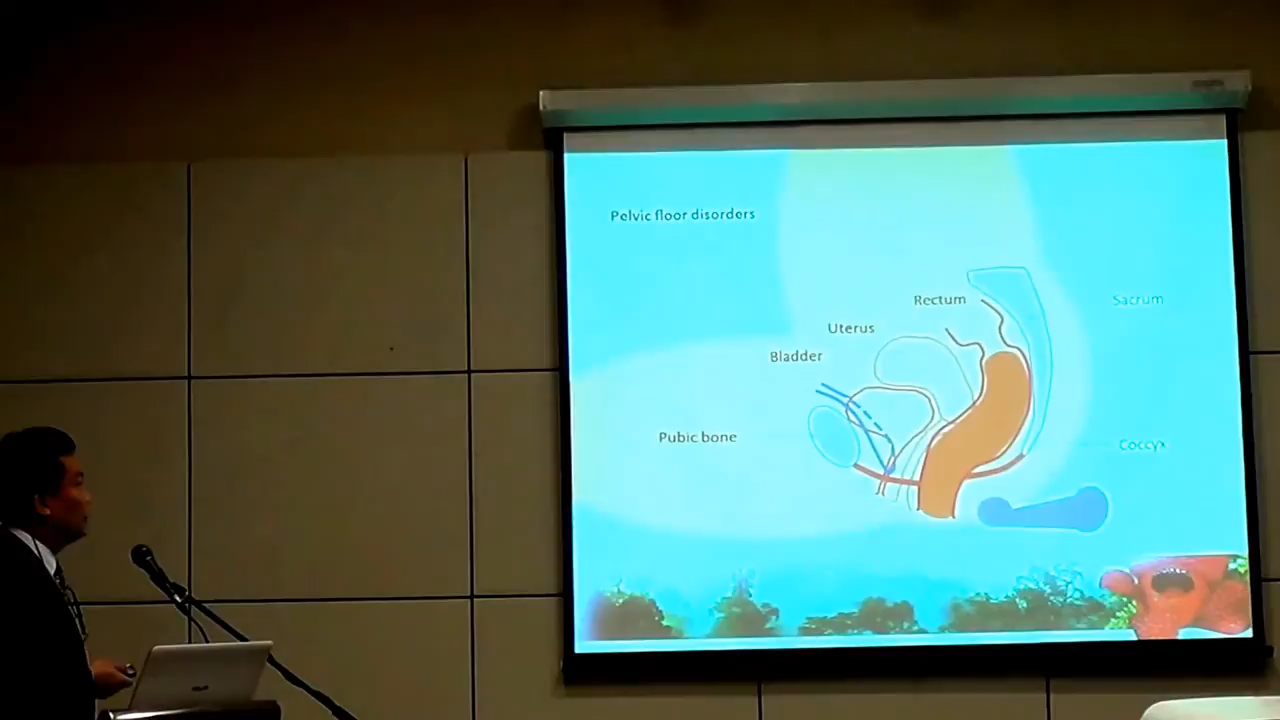 Pelvic floor disorders
Rectum
Sacrum
Uterus
Bladder
Pubic bone
Coccyx